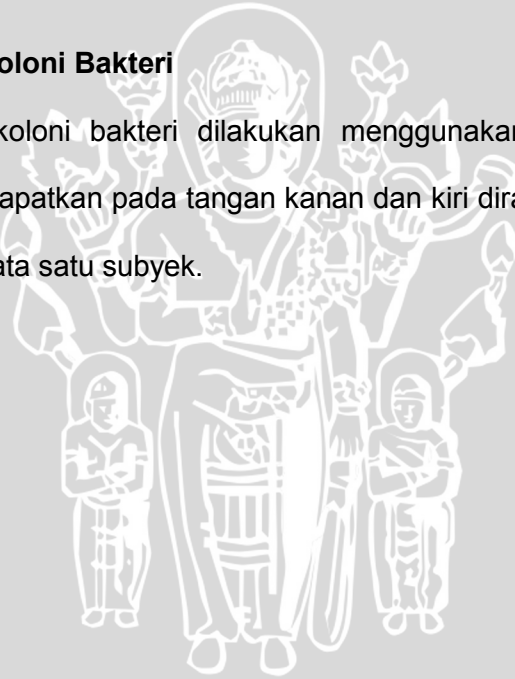 oloni Bakteri
koloni bakteri dilakukan menggunakan
apatkan pada tangan kanan dan kiri dira
ata satu subyek.